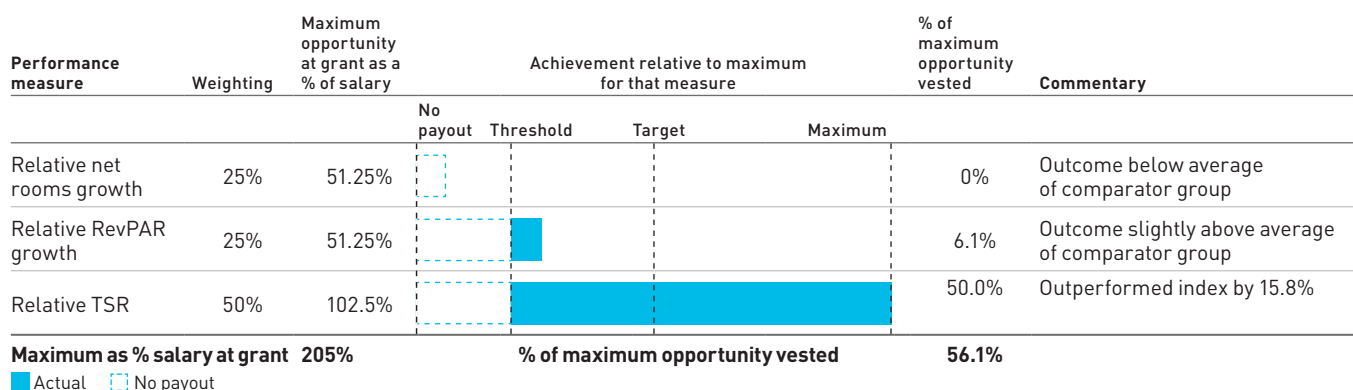 Performance measure
Weighting
Maximum opportunity at grant as a % of salary
Achievement relative to maximum for that measure
% of maximum opportunity vested
Commentary
No payout Threshold Target Maximum
Relative net rooms growth 25% 51.25% 0% Outcome below average of comparator group
Relative RevPAR growth 25% 51.25% 6.1% Outcome slightly above average of comparator group
Relative TSR 50% 102.5% 50.0% Outperformed index by 15.8%
Maximum as % salary at grant 205% % of maximum opportunity vested 56.1%
Actual No payout